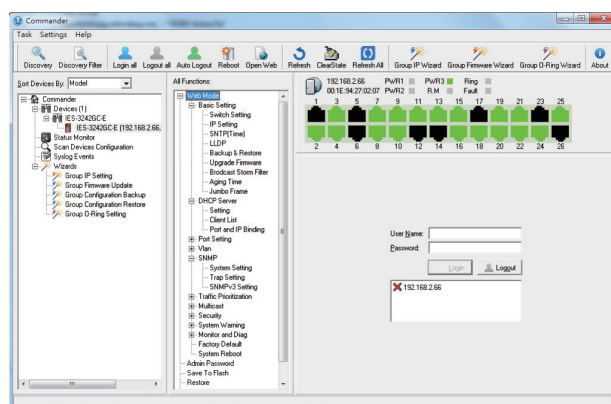 Commander
Task Settings Help
Discovery Discovery Filter Login all Logout all Auto Logout Reboot Open Web Refresh ClearState Refresh All Group IP Wizard Group Firmware Wizard Group O-Ring Wizard About
Sort Devices By: Model
Commander
Devices (1)
IES-3242GC-E
IES-3242GC-E (192.168.2.66,
Status Monitor
Scan Devices Configuration
Syslog Events
Wizards
Group IP Setting
Group Firmware Update
Group Configuration Backup
Group Configuration Restore
Group O-Ring Setting
All Functions:
Web Mode
Basic Setting
Switch Setting
IP Setting
SNTP(Time)
LLDP
Backup & Restore
Upgrade Firmware
Brodcast Storm Filter
Aging Time
Jumbo Frame
DHCP Server
Setting
Client List
Port and IP Binding
Port Setting
Vlan
SNMP
System Setting
Trap Setting
SNMPv3 Setting
Traffic Prioritization
Multicast
Security
System Warning
Monitor and Diag
Factory Default
System Reboot
Admin Password
Save To Flash
Restore
192.168.2.66 PWR1 PWR3 Ring
00:1E:94:27:02:07 PWR2 R.M Fault
1 3 5 7 9 11 13 15 17 19 21 23 25
2 4 6 8 10 12 14 16 18 20 22 24 26
User Name:
Password:
Login Logout
192.168.2.66